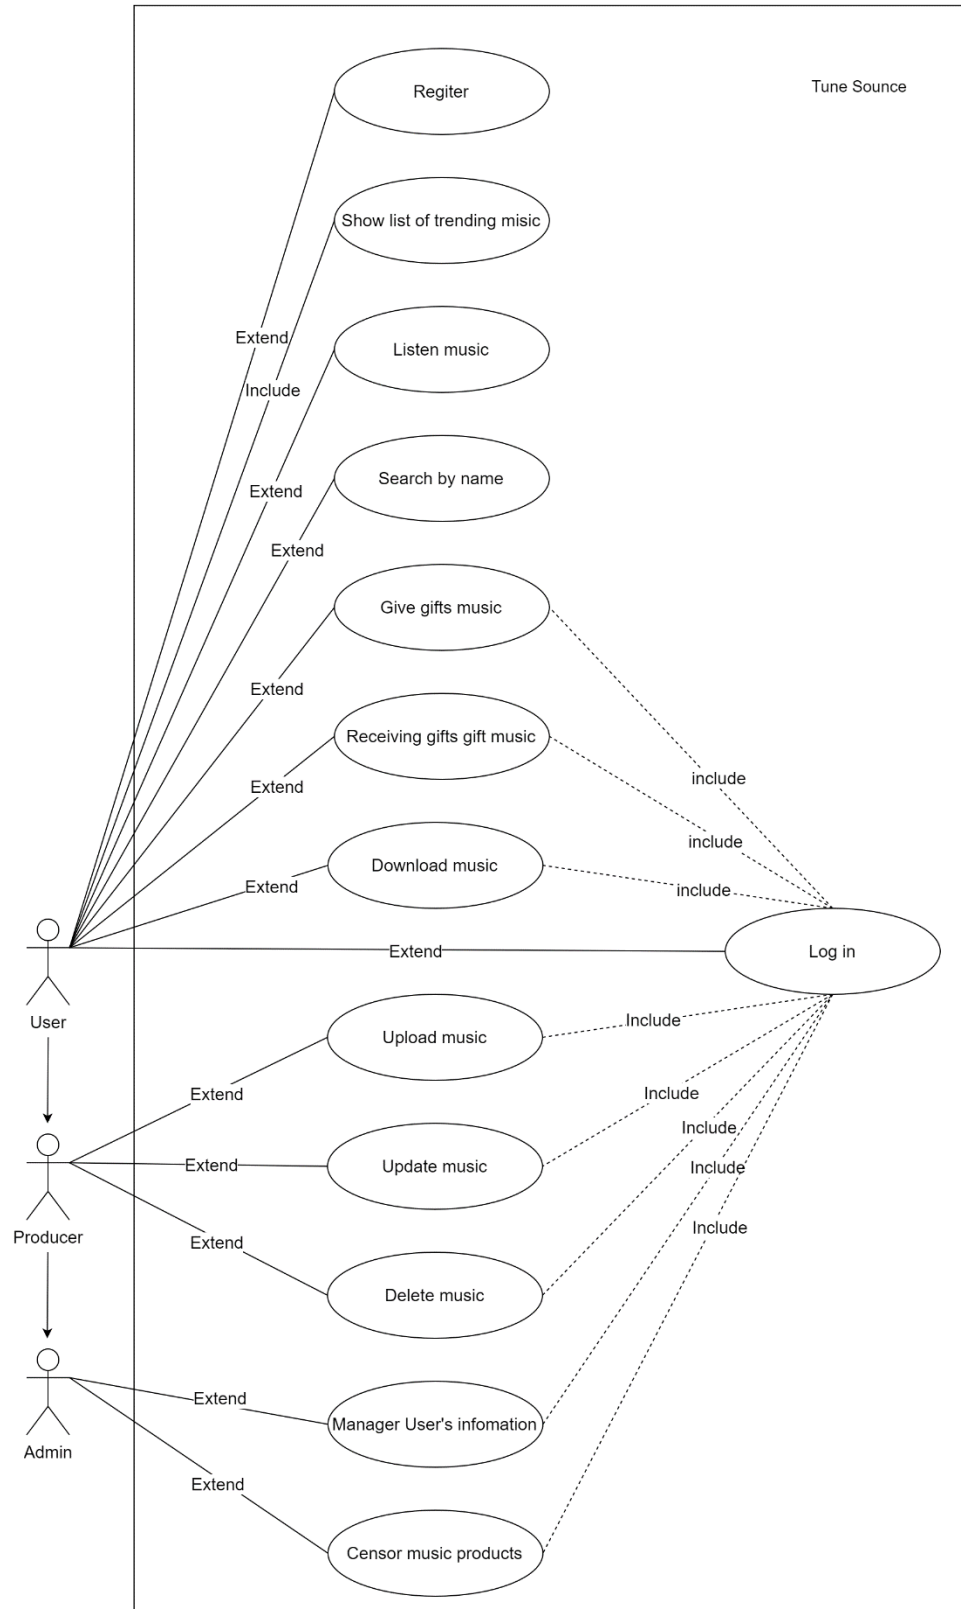 Regiter
Tune Sounce
Show list of trending misic
Extend
Listen music
Include
Search by name
Extend
Extend
Give gifts music
Extend
Receiving gifts gift music
include
Extend
include
Download music
Extend
include
Extend
Log in
User
Upload music
Include
Extend
Include
Producer
Extend
Update music
Include
Include
Extend
Include
Delete music
Admin
Extend
Manager User's infomation
Extend
Censor music products